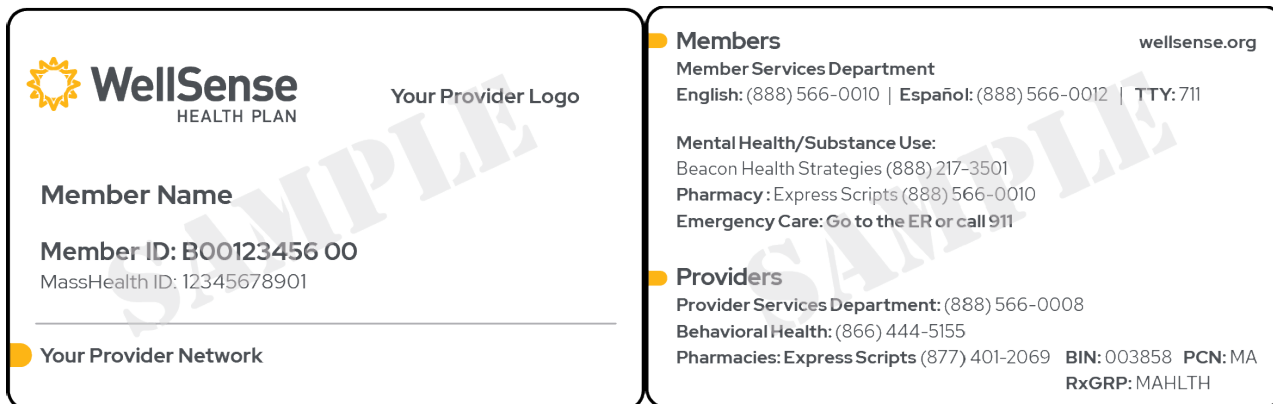 WellSense
HEALTH PLAN
Your Provider Logo
Member Name
Member ID: B00123456 00
MassHealth ID: 12345678901
Your Provider Network
SAMPLE
Members
wellsense.org
Member Services Department
English: (888) 566-0010 | Español: (888) 566-0012 | TTY: 711
Mental Health/Substance Use:
Beacon Health Strategies (888) 217-3501
Pharmacy : Express Scripts (888) 566-0010
Emergency Care: Go to the ER or call 911
Providers
Provider Services Department: (888) 566-0008
Behavioral Health: (866) 444-5155
Pharmacies: Express Scripts (877) 401-2069 BIN: 003858 PCN: MA
RxGRP: MAHLTH
SAMPLE